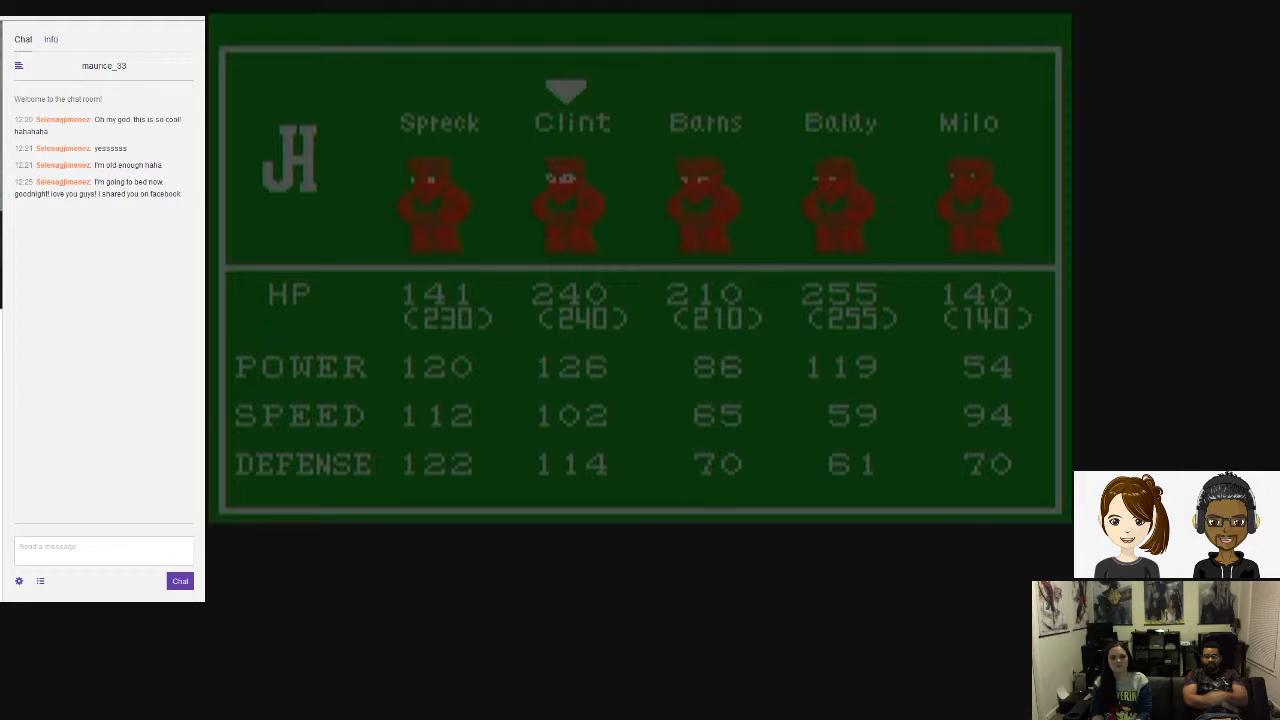 Chat Info
maurice_33
Welcome to the chat room!
12:20 Selenagjimenez: Oh my god. this is so cool!
hahahaha
12:21 Selenagjimenez: yessssss
12:21 Selenagjimenez: I'm old enough haha
12:25 Selenagjimenez: I'm going to bed now.
goodnight! love you guys! I shared you on facebook
Send a message
Chat
JH
Spreck Clint Barns Baldy Milo
HP 141 240 210 255 140
(230) (240) (210) (255) (140)
POWER 120 126 86 119 54
SPEED 112 102 65 59 94
DEFENSE 122 114 70 61 70